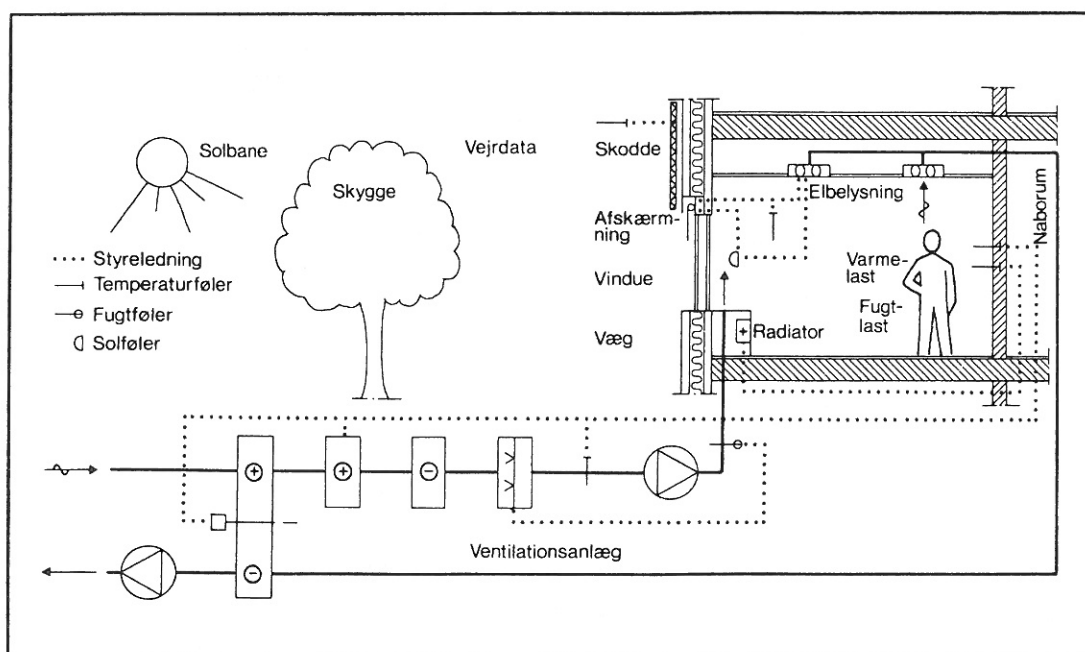 Solbane
Skygge
Vejrdata
Styreledning
Temperaturføler
Fugtføler
Solføler
Skodde
Afskærm-
ning
Vindue
Væg
Elbelysning
Varme-
last
Fugt-
last
Radiator
Naborum
Ventilationsanlæg